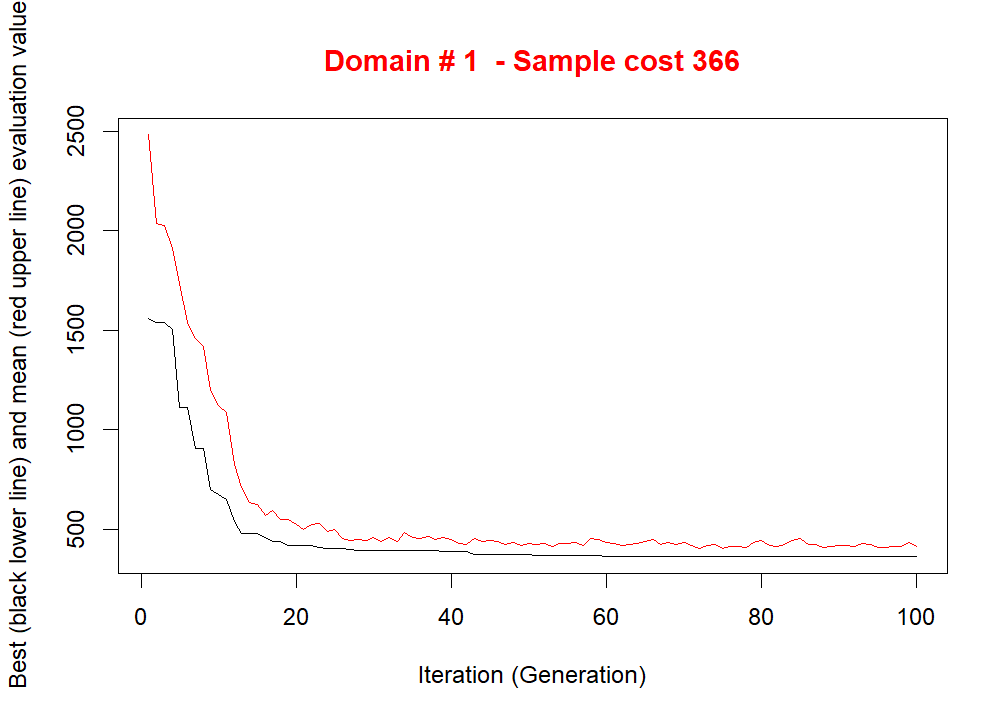 Domain # 1  - Sample cost 366
Best (black lower line) and mean (red upper line) evaluation value
2500
2000
1500
1000
500
0 20 40 60 80 100
Iteration (Generation)